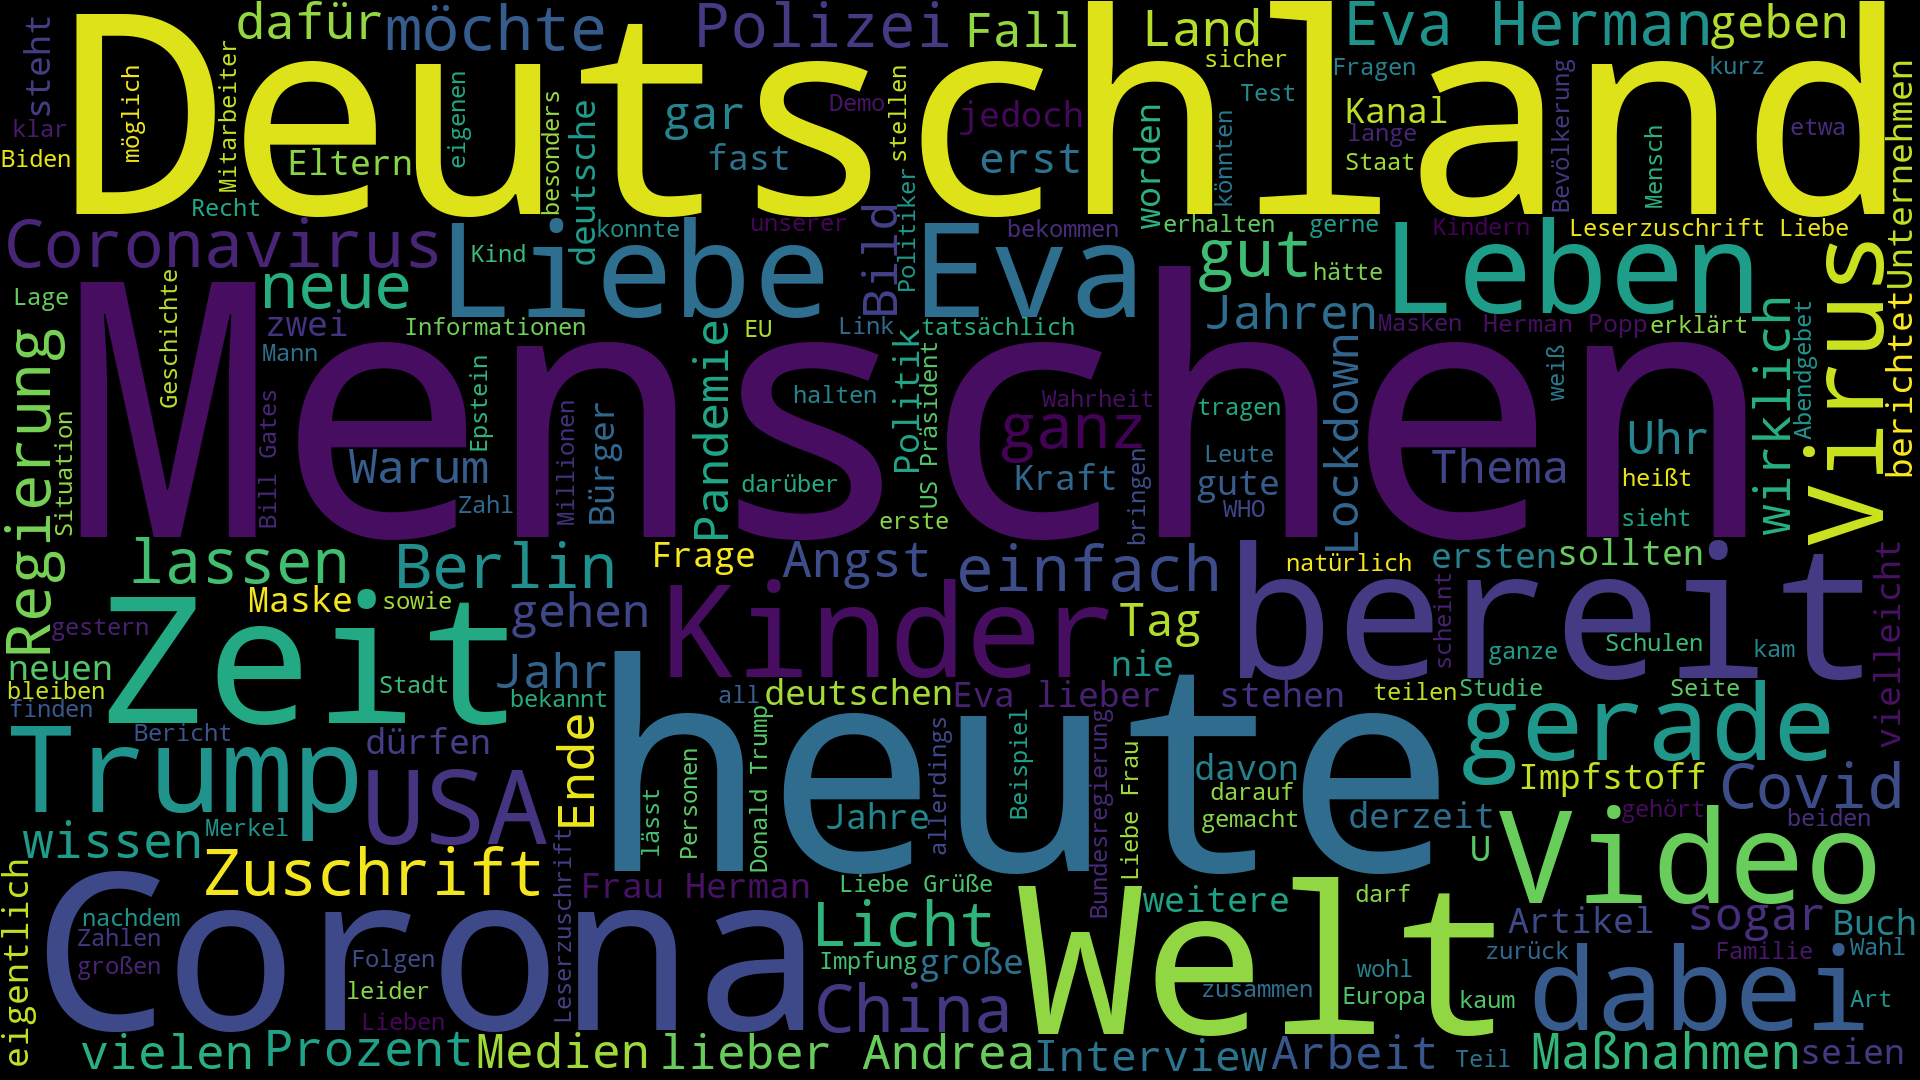 steht
dafür
möchte
Polizei
Fall
Land
Eva Herman
geben
Deutschland
sicher
Fragen
kurz
klar
möglich
Mitarbeiter
Biden
Eltern
eigenen
besonders
deutsche
gar
fast
Demo
stellen
jedoch
erst
worden
könnten
Test
Kanal
lange
Staat
Bevölkerung
Mensch
etwa
Unternehmen
Recht
Coronavirus
neue
Liebe Eva
konnte
Kind
unserer
Bild
Politiker
bekommen
erhalten
gut
gerne
hätte
Kindern
Leserzuschrift Liebe
Leben
Virus
Lage
Geschichte
zwei
Mann
Informationen
EU
Link
tatsächlich
Jahren
Masken
Herman Popp
erklärt
wirklich
Abendgebet
berichtet
Menschen
Regierung
Situation
Bill Gates
Warum
Epstein
Zahl
Millionen
Bürger
Pandemie
halten
darüber
Politik
US Präsident
erste
Wahrheit
ganz
Kraft
bringen
tragen
Leute
gute
WHO
Lockdown
weiß
Thema
Uhr
heißt
sieht
lassen
Berlin
Frage
Angst
einfach
natürlich
ersten
sollten
vielleicht
Maske
sowie
gehen
Zeit
gestern
neuen
bleiben
finden
Stadt
Jahr
bekannt
Kinder
Tag
nie
bereit
scheint
ganze
Schulen
kam
all
deutschen
Eva lieber
stehen
teilen
Studie
Seite
Bericht
Trump
dürfen
USA
Ende
heute
lässt
Personen
Donald Trump
allerdings
Beispiel
Bundesregierung
Liebe Frau
davon
darauf
gemacht
derzeit
gerade
Impfstoff
Covid
gehört
beiden
Jahre
wissen
Merkel
Zuschrift
Leserzuschrift
Frau Herman
Liebe Grüße
U
Video
eigentlich
Corona
nachdem
Zahlen
großen
Folgen
leider
Lieben
Licht
Impfung
große
China
Welt
weitere
darf
wohl
zusammen
Europa
kaum
Artikel
zurück
sogar
Familie
Buch
Wahl
dabei
Art
vielen
Prozent
Medien
lieber Andrea
Interview
Arbeit
Teil
Maßnahmen
seien